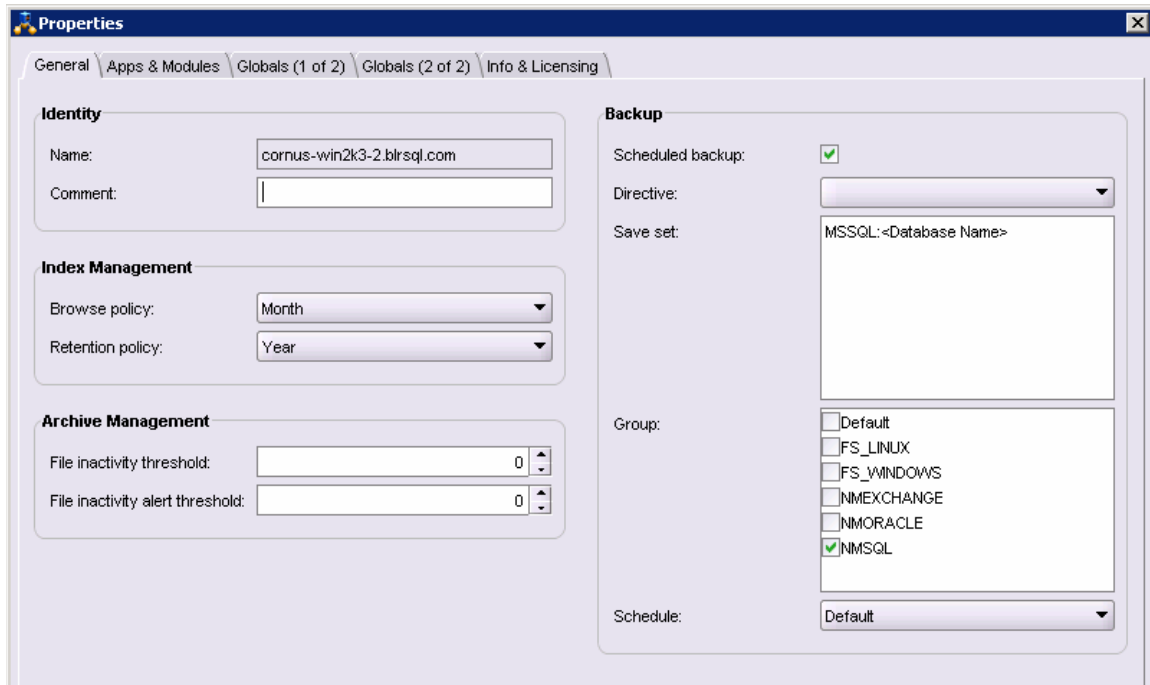 Properties
General
Apps & Modules
Globals (1 of 2)
Globals (2 of 2)
Info & Licensing
Identity
Name:
cornus-win2k3-2.blrsql.com
Comment:
Index Management
Browse policy:
Month
Retention policy:
Year
Archive Management
File inactivity threshold:
0
File inactivity alert threshold:
0
Backup
Scheduled backup:
Directive:
Save set:
MSSQL:<Database Name>
Group:
Default
FS_LINUX
FS_WINDOWS
NMEXCHANGE
NMORACLE
NMSQL
Schedule:
Default